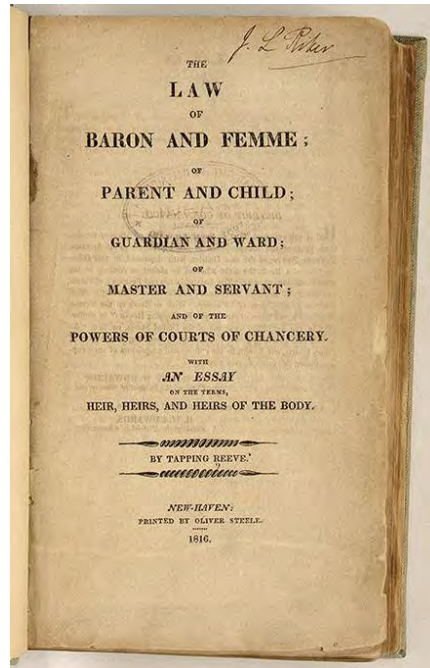 J. L Riker
THE
LAW
OF
BARON AND FEMME;
OF
PARENT AND CHILD;
OF
GUARDIAN AND WARD;
OF
MASTER AND SERVANT;
AND OF THE
POWERS OF COURTS OF CHANCERY.
WITH
AN ESSAY
ON THE TERMS,
HEIR, HEIRS, AND HEIRS OF THE BODY.
BY TAPPING REEVE.
NEW-HAVEN:
PRINTED BY OLIVER STEELE.
1816.